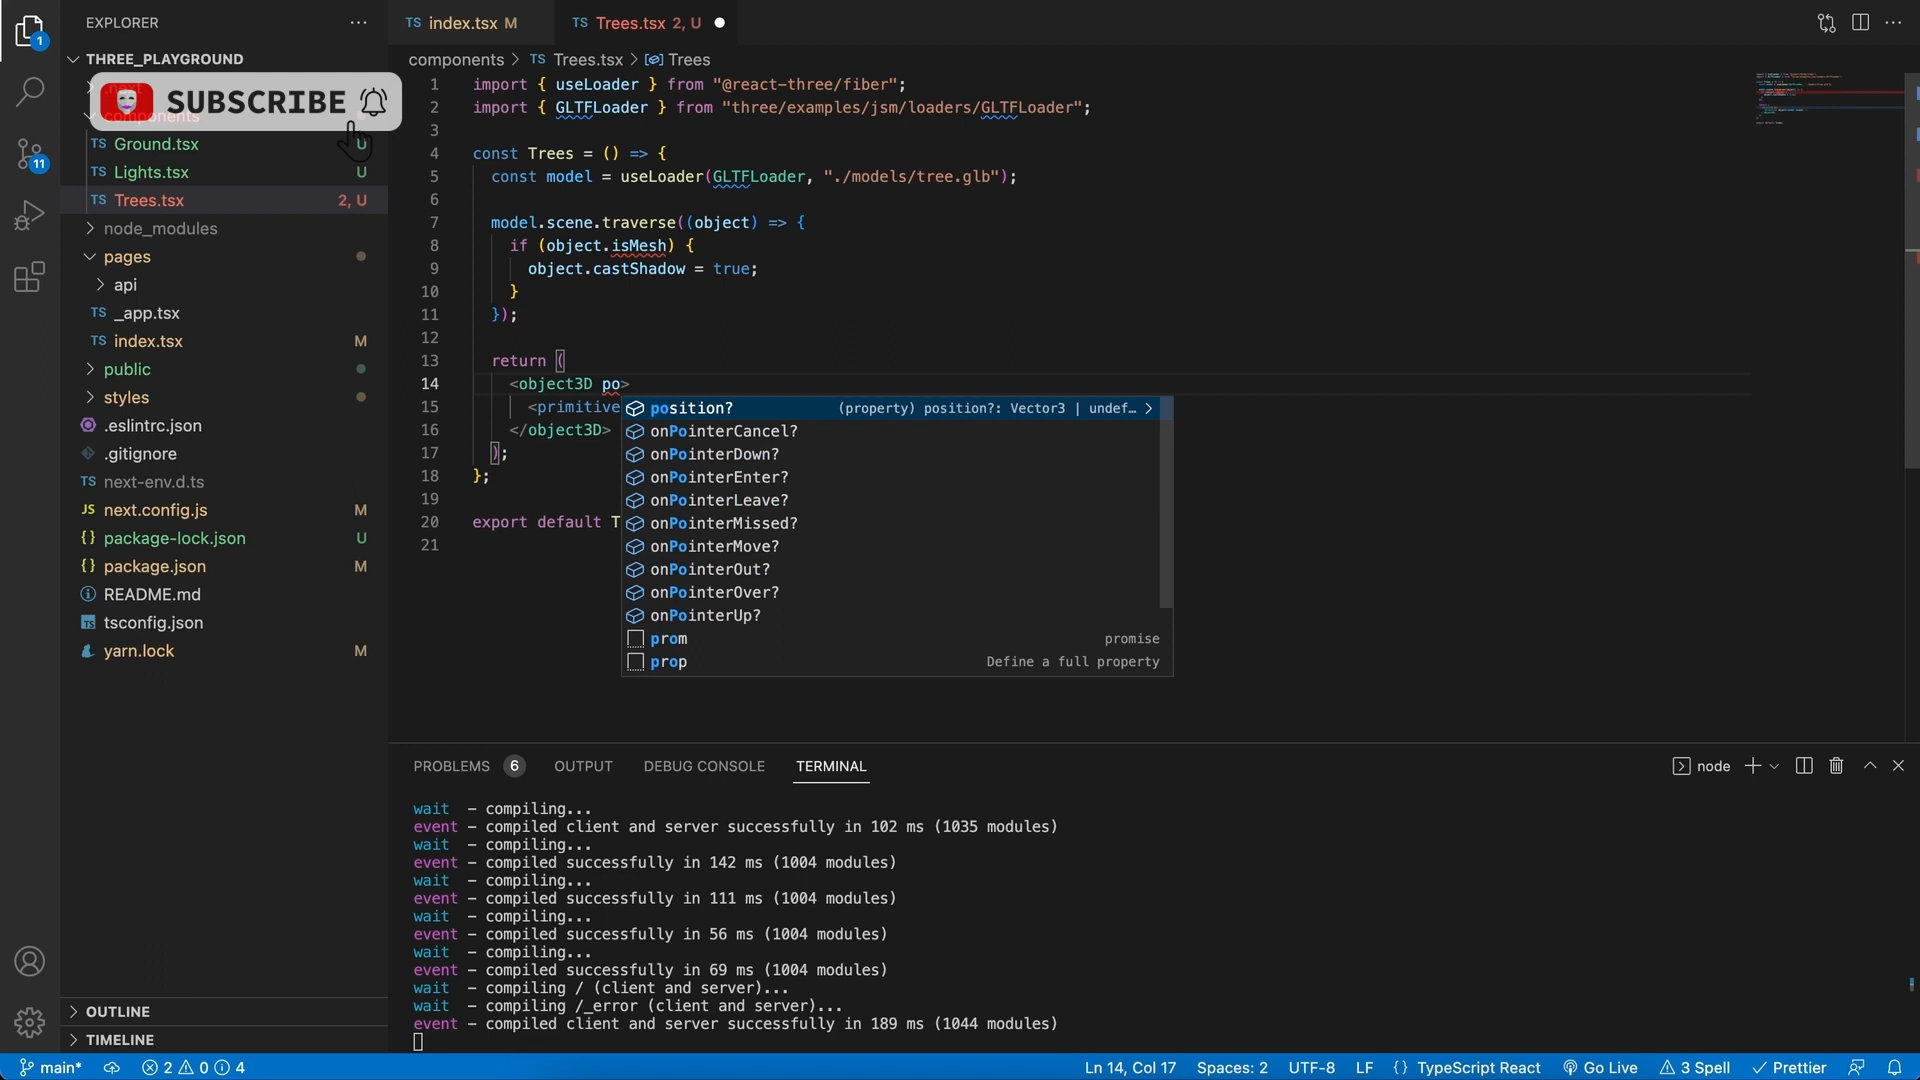 EXPLORER
index.tsx M
TS Trees.tsx 2, U
THREE_PLAYGROUND
components > TS Trees.tsx > Trees
SUBSCRIBE
components
TS Ground.tsx U
TS Lights.tsx U
TS Trees.tsx 2, U
node_modules
pages
api
TS _app.tsx
TS index.tsx M
public
styles
.eslintrc.json
.gitignore
TS next-env.d.ts
JS next.config.js M
{} package-lock.json U
{} package.json M
README.md
TS tsconfig.json
yarn.lock M
OUTLINE
TIMELINE
1
11
1 import { useLoader } from "@react-three/fiber";
2 import { GLTFLoader } from "three/examples/jsm/loaders/GLTFLoader";
3
4 const Trees = () => {
5 const model = useLoader(GLTFLoader, "./models/tree.glb");
6
7 model.scene.traverse((object) => {
8 if (object.isMesh) {
9 object.castShadow = true;
10 }
11 });
12
13 return (
14 <object3D po>
15 <primitive
16 </object3D>
17 );
18 };
19
20 export default T
21
position? (property) position?: Vector3 | undef… >
onPointerCancel?
onPointerDown?
onPointerEnter?
onPointerLeave?
onPointerMissed?
onPointerMove?
onPointerOut?
onPointerOver?
onPointerUp?
prom promise
prop Define a full property
PROBLEMS 6 OUTPUT DEBUG CONSOLE TERMINAL
node
wait - compiling...
event - compiled client and server successfully in 102 ms (1035 modules)
wait - compiling...
event - compiled successfully in 142 ms (1004 modules)
wait - compiling...
event - compiled successfully in 111 ms (1004 modules)
wait - compiling...
event - compiled successfully in 56 ms (1004 modules)
wait - compiling...
event - compiled successfully in 69 ms (1004 modules)
wait - compiling / (client and server)...
wait - compiling /_error (client and server)...
event - compiled client and server successfully in 189 ms (1044 modules)
main* 2 0 4 Ln 14, Col 17 Spaces: 2 UTF-8 LF {} TypeScript React Go Live 3 Spell Prettier